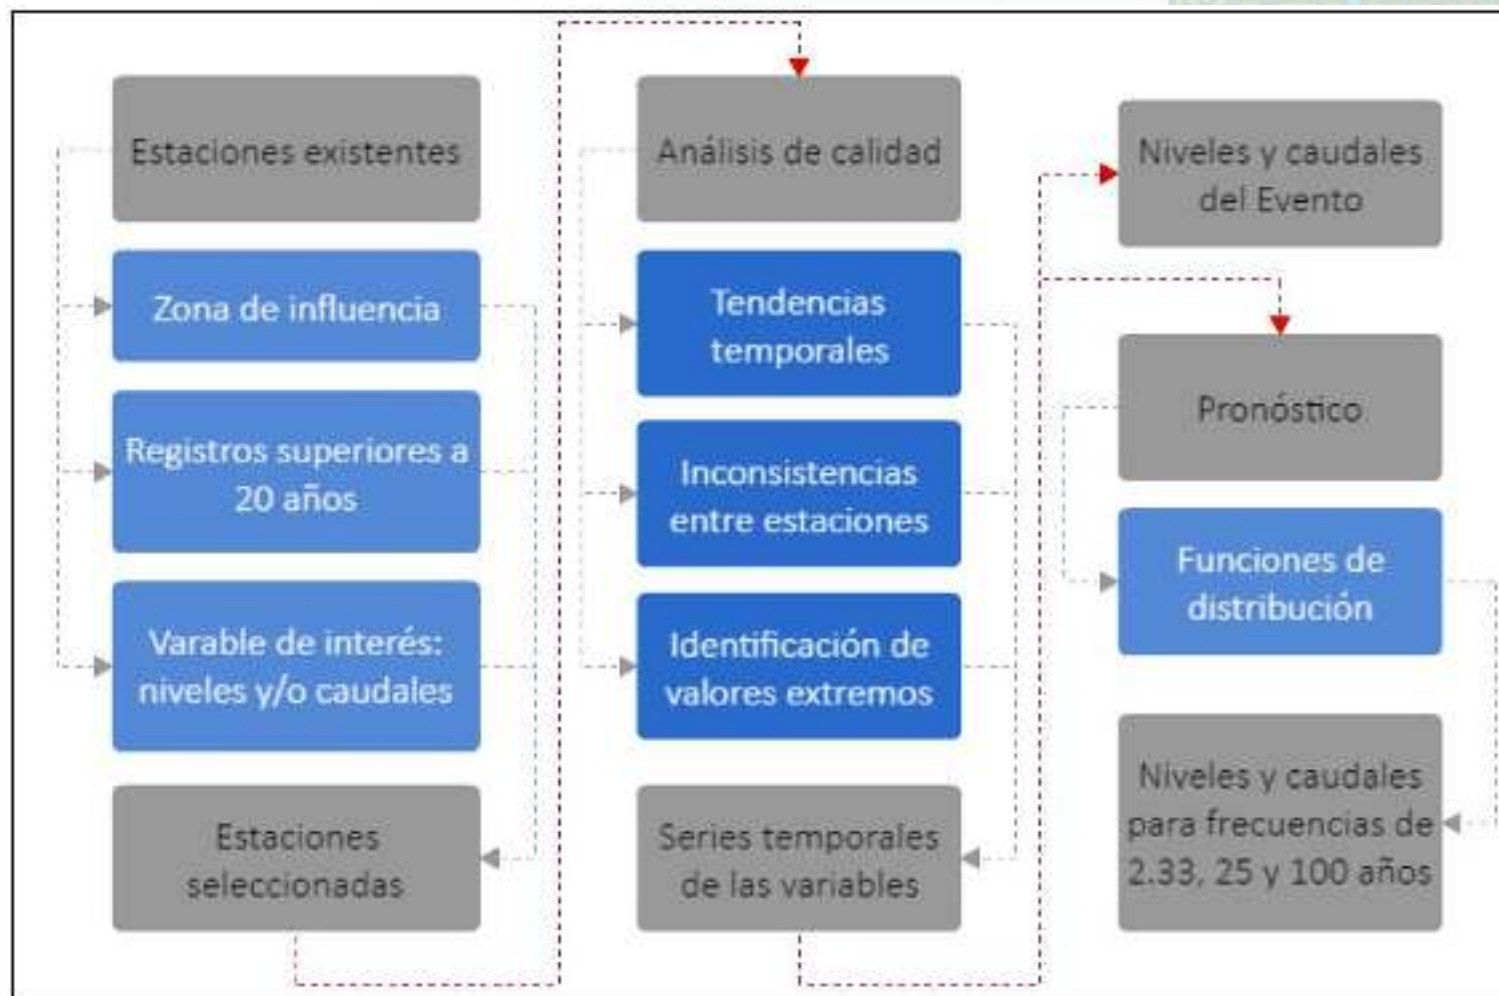 Estaciones existentes
Zona de influencia
Registros superiores a
20 años
Varable de interés:
niveles y/o caudales
Estaciones
seleccionadas
Análisis de calidad
Tendencias
temporales
Inconsistencias
entre estaciones
Identificación de
valores extremos
Series temporales
de las variables
Niveles y caudales
del Evento
Pronóstico
Funciones de
distribución
Niveles y caudales
para frecuencias de
2.33, 25 y 100 años